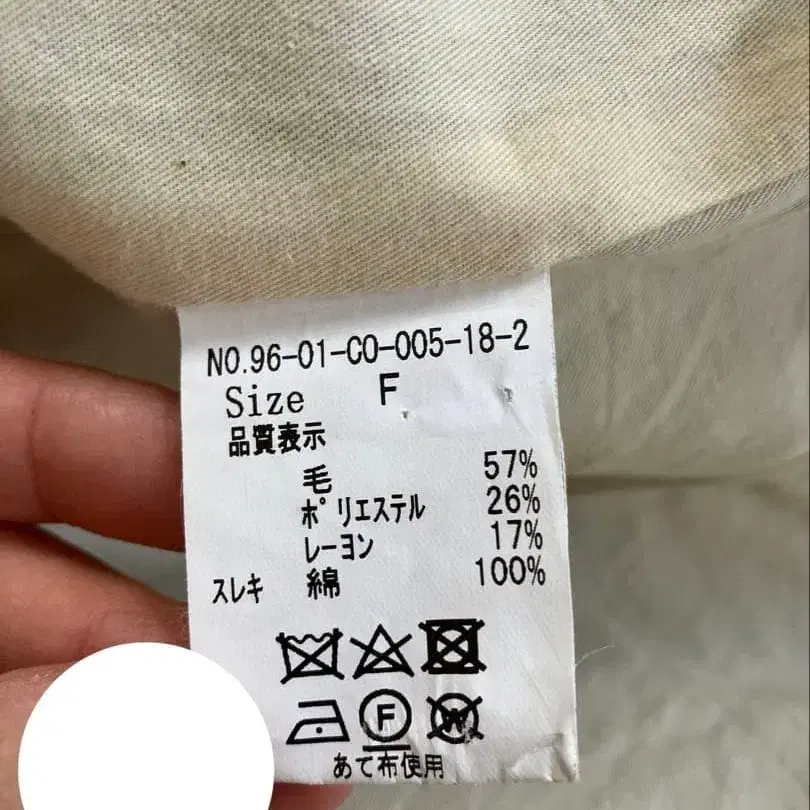 NO.96-01-CO-005-18-2
Size F
品質表示
毛 57%
ポリエステル 26%
レーヨン 17%
スレキ 綿 100%
F W
あて布使用